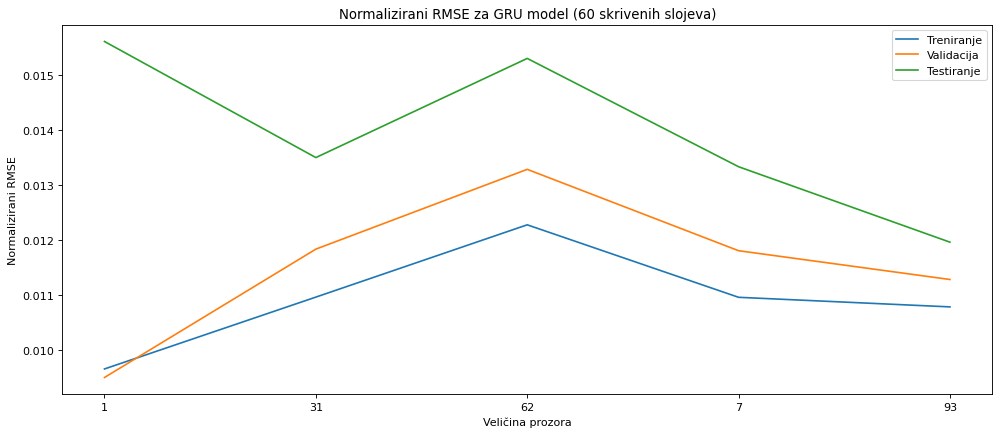 Normalizirani RMSE za GRU model (60 skrivenih slojeva)
Treniranje
Validacija
Testiranje
0.015
0.014
0.013
0.012
0.011
0.010
Normalizirani RMSE
1 31 62 7 93
Veličina prozora